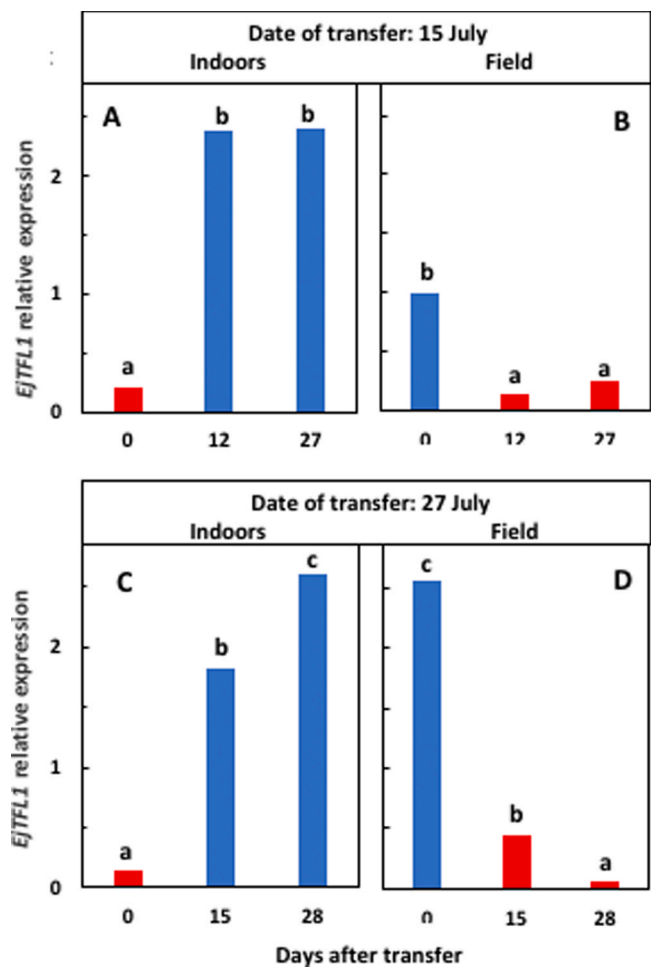 Date of transfer: 15 July
Indoors Field
A b b B
2
b
1
a a a
0
0 12 27 0 12 27
EjTFL1 relative expression
Date of transfer: 27 July
Indoors Field
C c c D
2
b
1
b
a a
0
0 15 28 0 15 28
EjTFL1 relative expression
Days after transfer